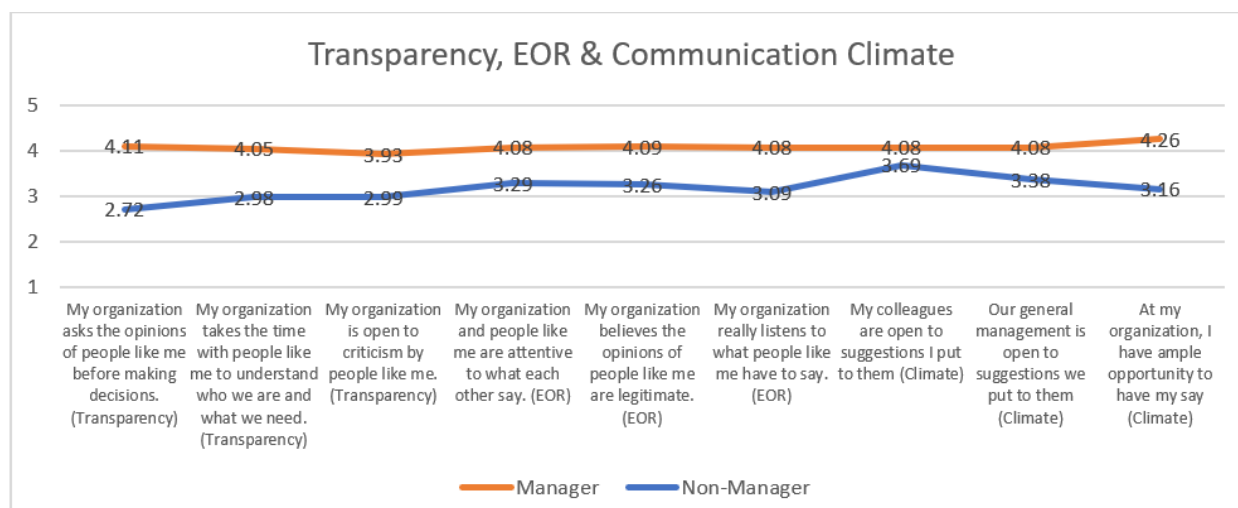 Transparency, EOR & Communication Climate
5
4
3
2
1
4.11
4.05
3.93
4.08
4.09
4.08
4.08
4.08
4.26
2.72
2.98
2.99
3.29
3.26
3.09
3.69
3.38
3.16
My organization
asks the opinions
of people like me
before making
decisions.
(Transparency)
My organization
takes the time
with people like
me to understand
who we are and
what we need.
(Transparency)
My organization
is open to
criticism by
people like me.
(Transparency)
My organization
and people like
me are attentive
to what each
other say. (EOR)
My organization
believes the
opinions of
people like me
are legitimate.
(EOR)
My organization
really listens to
what people like
me have to say.
(EOR)
My colleagues
are open to
suggestions I put
to them (Climate)
Our general
management is
open to
suggestions we
put to them
(Climate)
At my
organization, I
have ample
opportunity to
have my say
(Climate)
Manager
Non-Manager